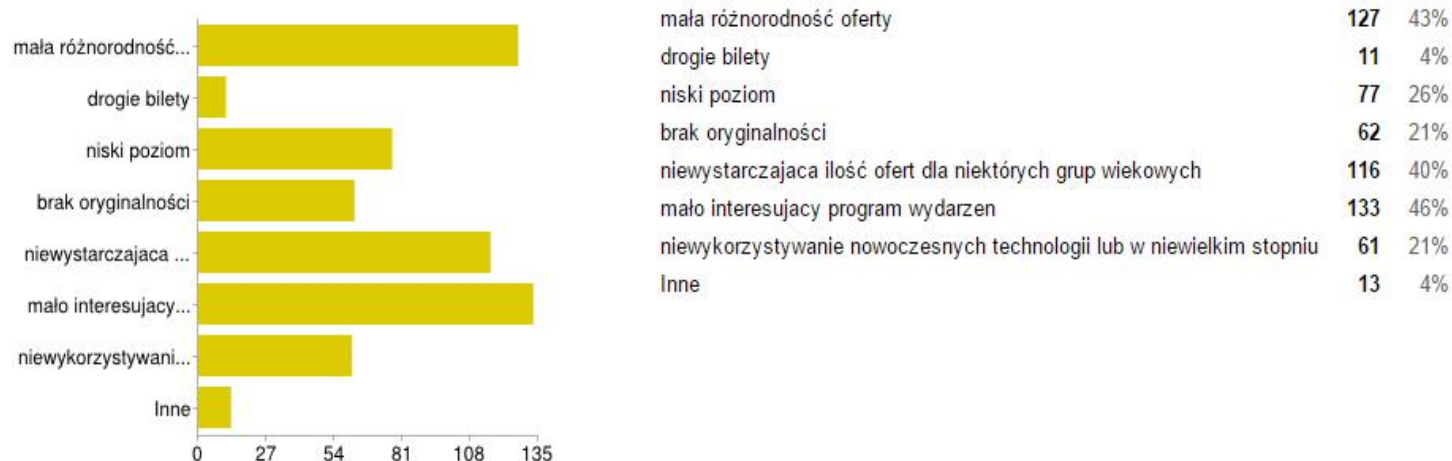 mała różnorodność...
drogie bilety
niski poziom
brak oryginalności
niewystarczajaca ...
mało interesujacy...
niewykorzystywani...
Inne
0 27 54 81 108 135
mała różnorodność oferty 127 43%
drogie bilety 11 4%
niski poziom 77 26%
brak oryginalności 62 21%
niewystarczajaca ilość ofert dla niektórych grup wiekowych 116 40%
mało interesujacy program wydarzen 133 46%
niewykorzystywanie nowoczesnych technologii lub w niewielkim stopniu 61 21%
Inne 13 4%